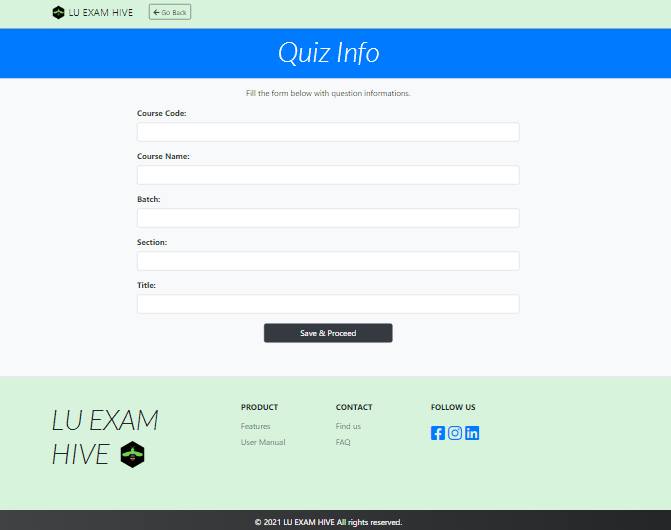 LU EXAM HIVE
Go Back
Quiz Info
Fill the form below with question informations.
Course Code:
Course Name:
Batch:
Section:
Title:
Save & Proceed
LU EXAM
HIVE
PRODUCT
Features
User Manual
CONTACT
Find us
FAQ
FOLLOW US
© 2021 LU EXAM HIVE All rights reserved.